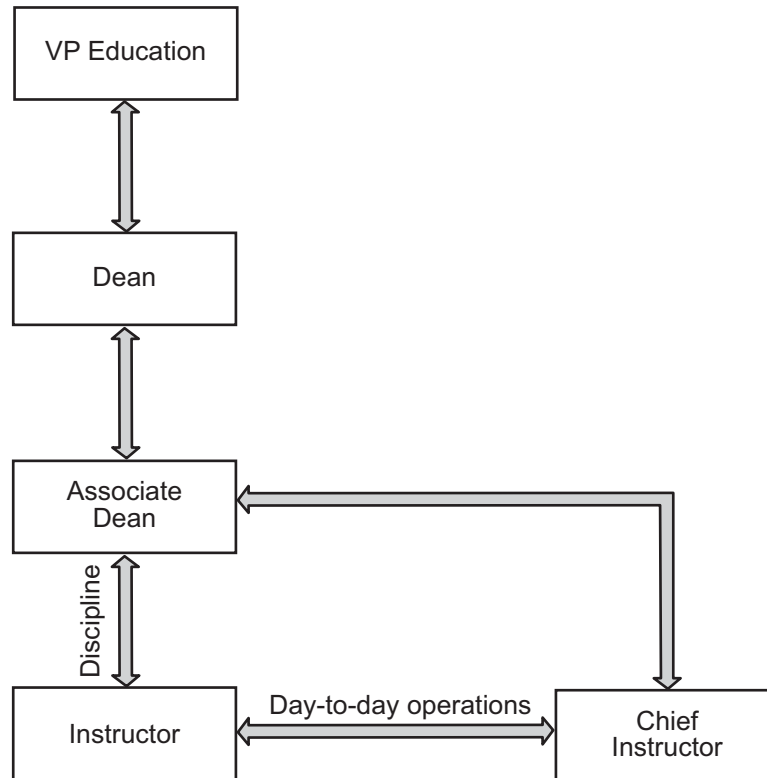 VP Education
Dean
Associate
Dean
Discipline
Instructor
Day-to-day operations
Chief
Instructor